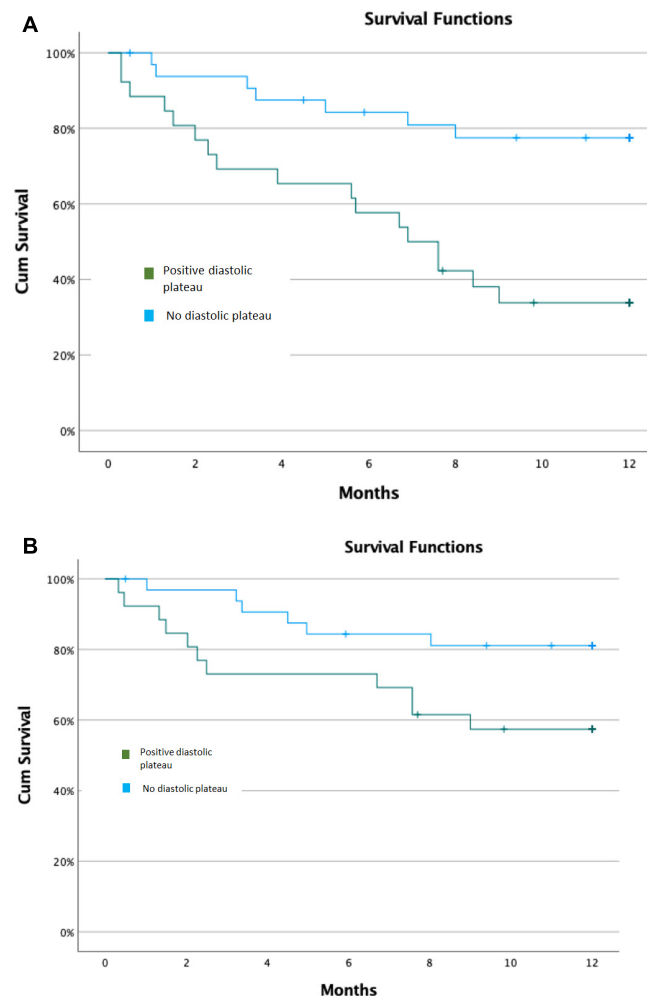 A
Survival Functions
100%
80%
60%
40%
20%
0%
Cum Survival
Positive diastolic
plateau
No diastolic plateau
0 2 4 6 8 10 12
Months
B
Survival Functions
100%
80%
60%
40%
20%
0%
Cum Survival
Positive diastolic
plateau
No diastolic plateau
0 2 4 6 8 10 12
Months